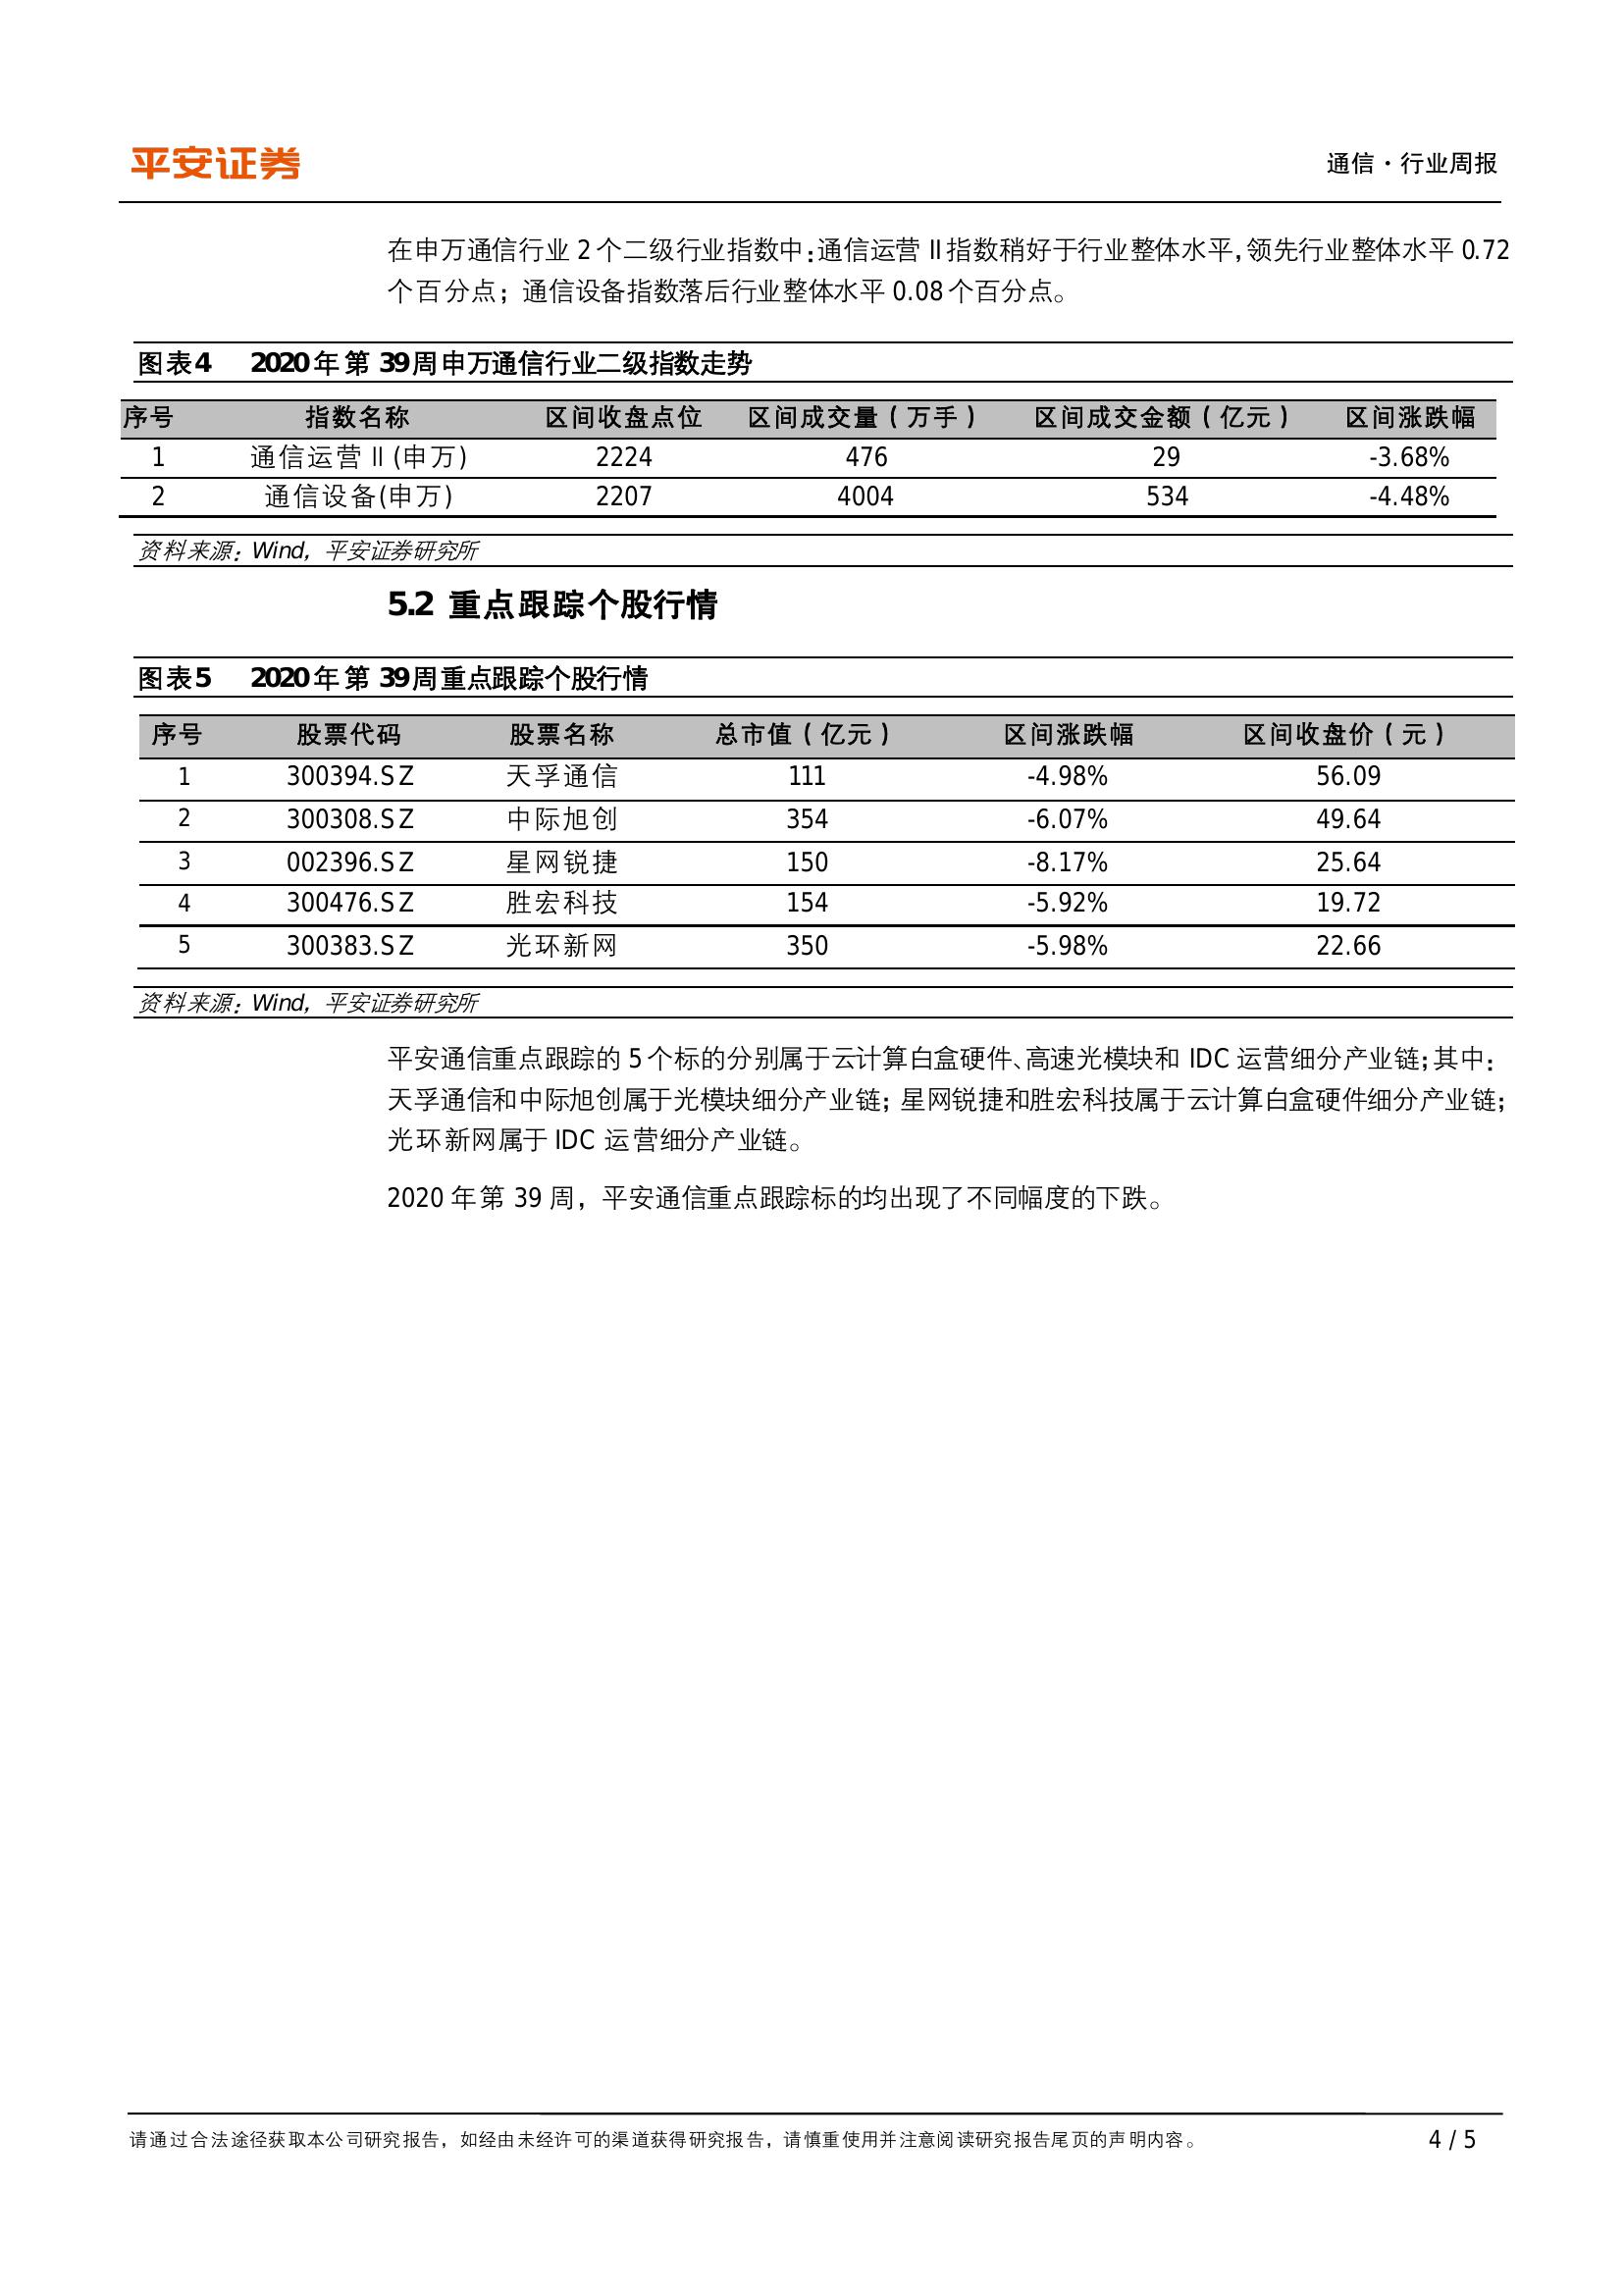 平安证券
通信·行业周报
在申万通信行业 2 个二级行业指数中：通信运营 II 指数稍好于行业整体水平，领先行业整体水平 0.72
个百分点；通信设备指数落后行业整体水平 0.08 个百分点。
图表4 2020 年第 39 周申万通信行业二级指数走势
序号 指数名称 区间收盘点位 区间成交量（万手） 区间成交金额（亿元） 区间涨跌幅
1 通信运营Ⅱ(申万) 2224 476 29 -3.68%
2 通信设备(申万) 2207 4004 534 -4.48%
资料来源：Wind，平安证券研究所
5.2 重点跟踪个股行情
图表5 2020 年第 39 周重点跟踪个股行情
序号 股票代码 股票名称 总市值（亿元） 区间涨跌幅 区间收盘价（元）
1 300394.SZ 天孚通信 111 -4.98% 56.09
2 300308.SZ 中际旭创 354 -6.07% 49.64
3 002396.SZ 星网锐捷 150 -8.17% 25.64
4 300476.SZ 胜宏科技 154 -5.92% 19.72
5 300383.SZ 光环新网 350 -5.98% 22.66
资料来源：Wind，平安证券研究所
平安通信重点跟踪的 5 个标的分别属于云计算白盒硬件、高速光模块和 IDC 运营细分产业链；其中：
天孚通信和中际旭创属于光模块细分产业链；星网锐捷和胜宏科技属于云计算白盒硬件细分产业链；
光环新网属于 IDC 运营细分产业链。
2020 年第 39 周，平安通信重点跟踪标的均出现了不同幅度的下跌。
请通过合法途径获取本公司研究报告，如经由未经许可的渠道获得研究报告，请慎重使用并注意阅读研究报告尾页的声明内容。
4 / 5